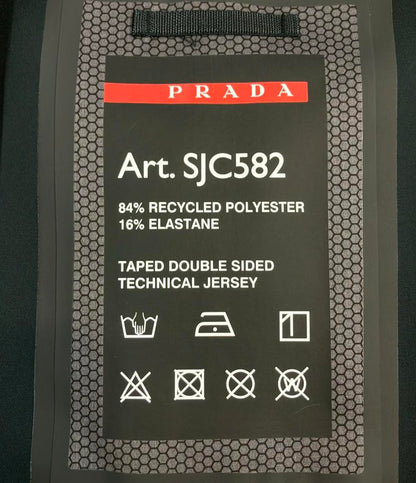 PRADA
Art. SJC582
84% RECYCLED POLYESTER
16% ELASTANE
TAPED DOUBLE SIDED
TECHNICAL JERSEY
W